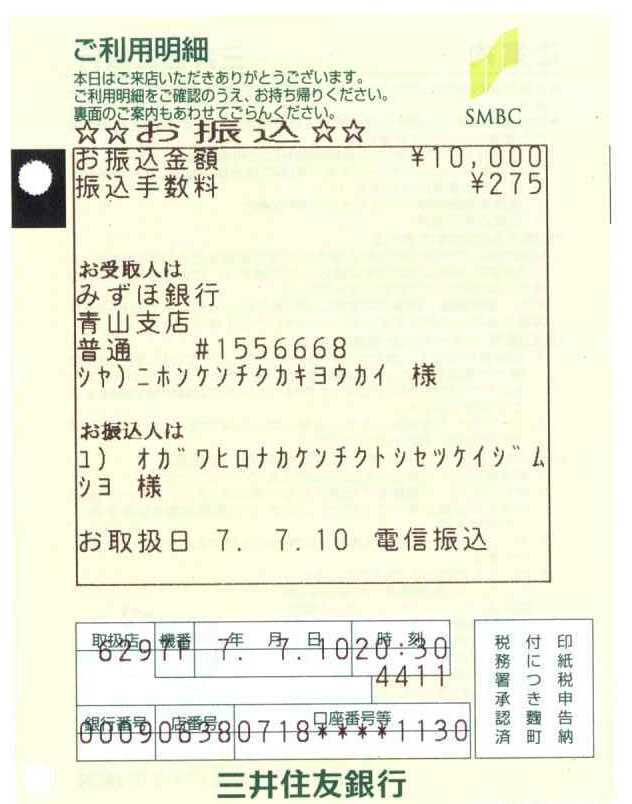 ご利用明細
本日はご来店いただきありがとうございます。
ご利用明細をご確認のうえ、お持ち帰りください。
裏面のご案内もあわせてごらんください。
SMBC
☆☆お振込☆☆
お振込金額 ¥10,000
振込手数料 ¥275
お受取人は
みずほ銀行
青山支店
普通 #1556668
シヤ)ニホンケンチクカキヨウカイ 様
お振込人は
ユ) オガワヒロナカケンチクトシセツケイジム
シヨ 様
お取扱日 7. 7.10 電信振込
取扱店 機番 年 月 日 時 刻
62971 7. 7.10 20:30
4411
銀行番号 店番号 口座番号等
0009 0638 0718****1130
印紙税申告納
付につき麹町
税務署承認済
三井住友銀行